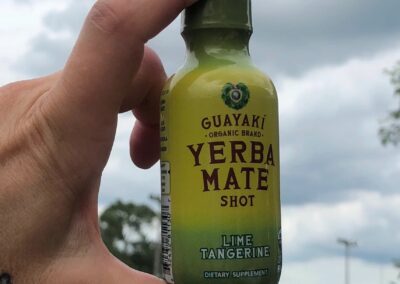 GUAYAKÍ
• ORGANIC BRAND •
YERBA
MATE
SHOT
LIME
TANGERINE
DIETARY SUPPLEMENT